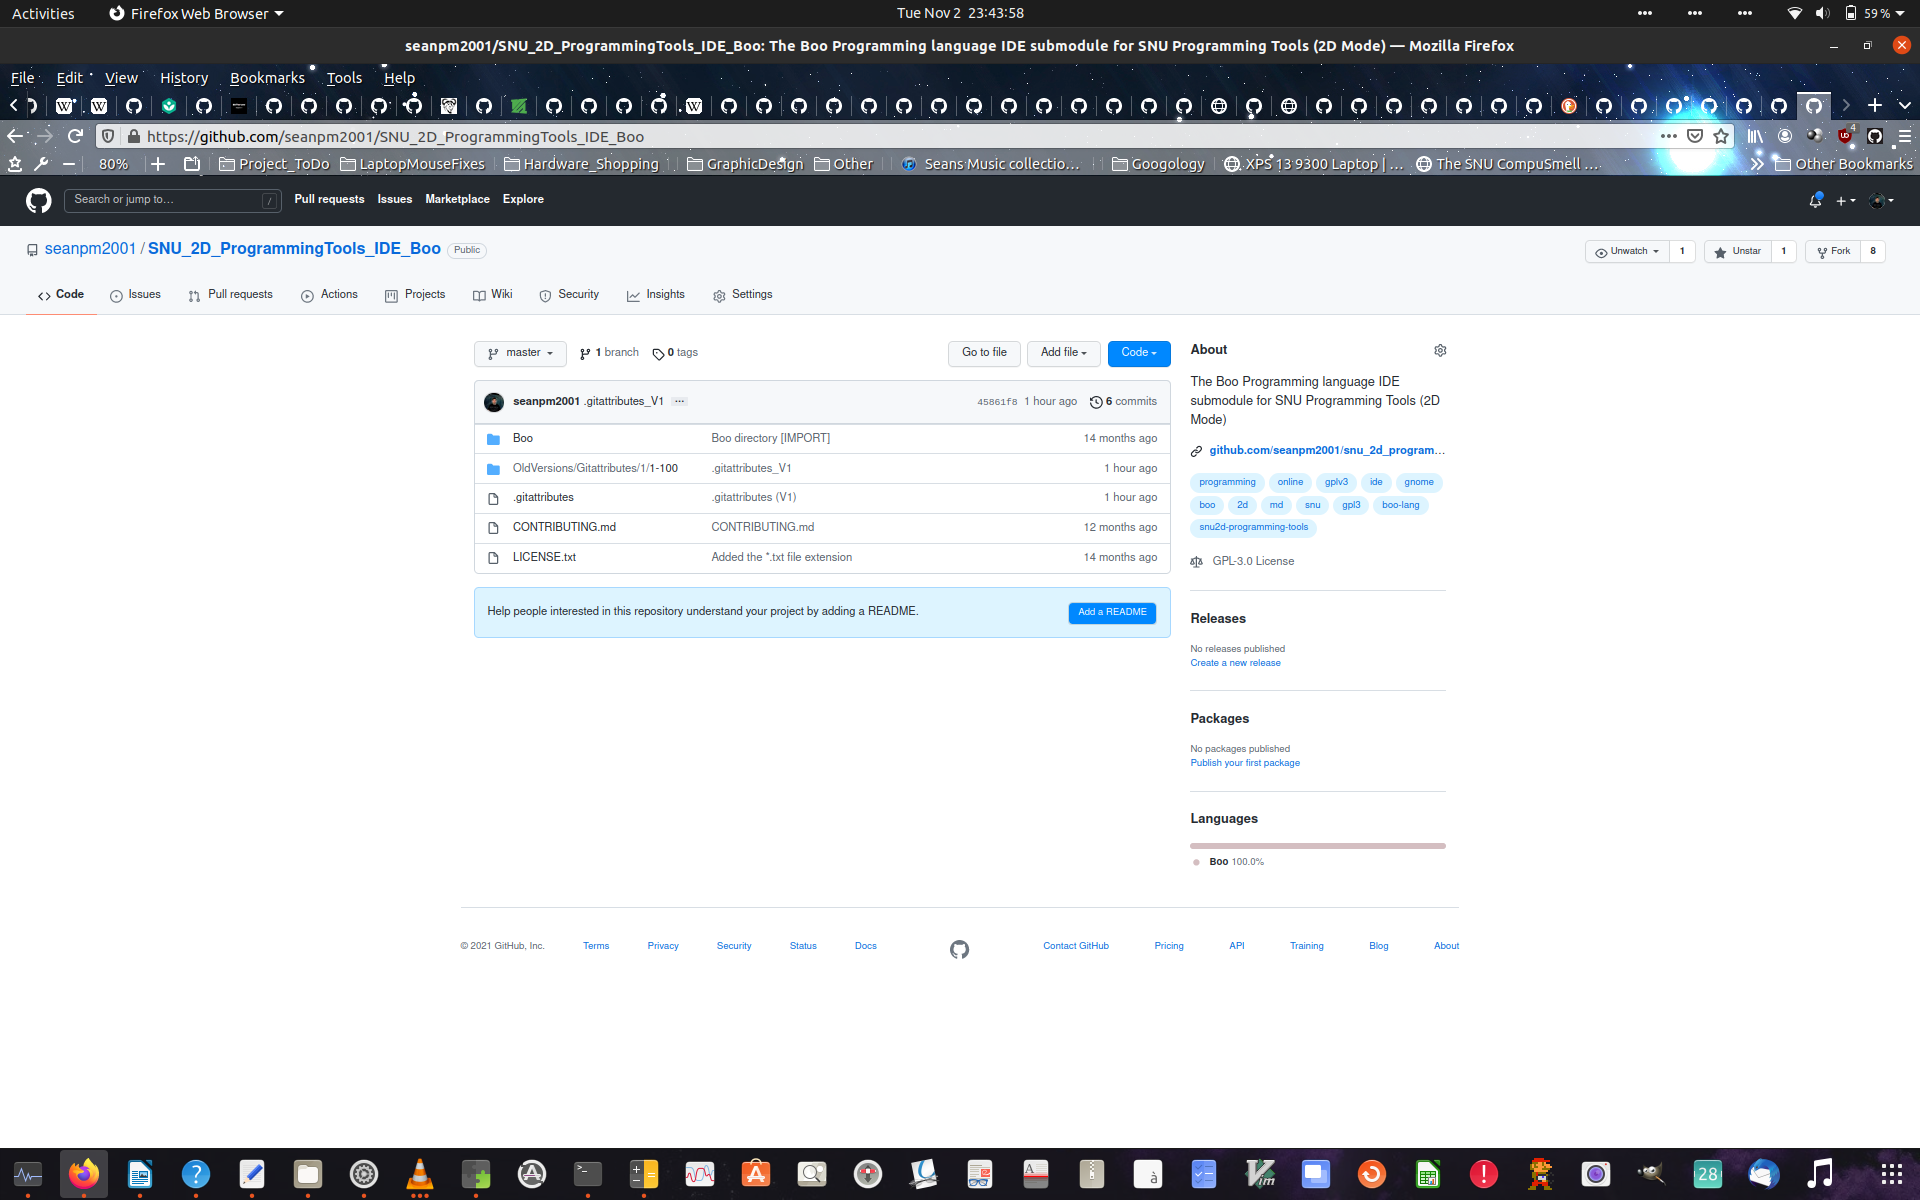 Activities Firefox Web Browser Tue Nov 2 23:43:58 ••• ••• ••• 59 %
seanpm2001/SNU_2D_ProgrammingTools_IDE_Boo: The Boo Programming language IDE submodule for SNU Programming Tools (2D Mode) — Mozilla Firefox
File Edit View History Bookmarks Tools Help
https://github.com/seanpm2001/SNU_2D_ProgrammingTools_IDE_Boo ••• 4
80% Project_ToDo LaptopMouseFixes Hardware_Shopping GraphicDesign Other Seans Music collectio… Googology XPS 13 9300 Laptop | … The SNU CompuSmell … Other Bookmarks
Search or jump to… / Pull requests Issues Marketplace Explore
seanpm2001 / SNU_2D_ProgrammingTools_IDE_Boo Public Unwatch 1 Unstar 1 Fork 8
Code Issues Pull requests Actions Projects Wiki Security Insights Settings
master 1 branch 0 tags Go to file Add file Code
seanpm2001 .gitattributes_V1 ··· 45861f8 1 hour ago 6 commits
Boo Boo directory [IMPORT] 14 months ago
OldVersions/Gitattributes/1/1-100 .gitattributes_V1 1 hour ago
.gitattributes .gitattributes (V1) 1 hour ago
CONTRIBUTING.md CONTRIBUTING.md 12 months ago
LICENSE.txt Added the *.txt file extension 14 months ago
Help people interested in this repository understand your project by adding a README. Add a README
About
The Boo Programming language IDE
submodule for SNU Programming Tools (2D
Mode)
github.com/seanpm2001/snu_2d_program…
programming online gplv3 ide gnome
boo 2d md snu gpl3 boo-lang
snu2d-programming-tools
GPL-3.0 License
Releases
No releases published
Create a new release
Packages
No packages published
Publish your first package
Languages
Boo 100.0%
© 2021 GitHub, Inc. Terms Privacy Security Status Docs Contact GitHub Pricing API Training Blog About
28